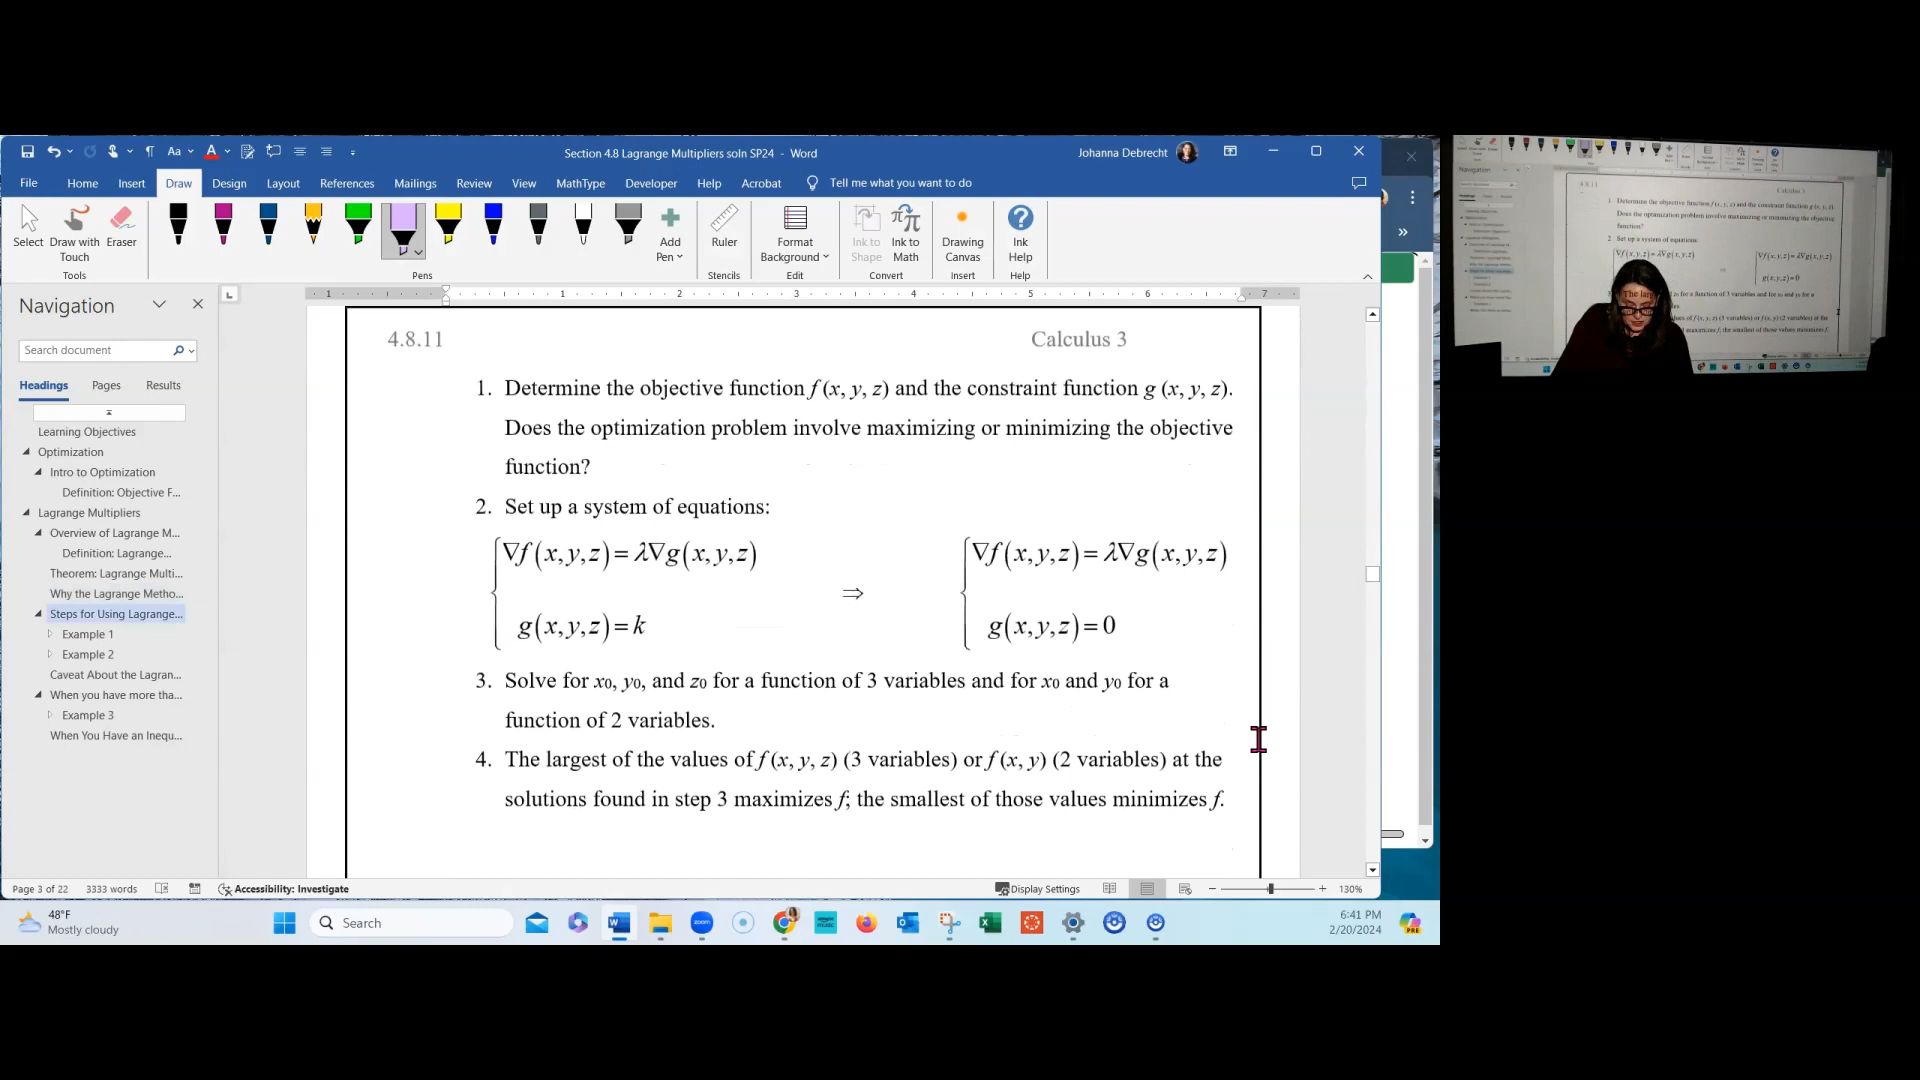 Section 4.8 Lagrange Multipliers soln SP24 - Word
Johanna Debrecht
File Home Insert Draw Design Layout References Mailings Review View MathType Developer Help Acrobat Tell me what you want to do
Select
Draw with Touch
Eraser
Add Pen
Ruler
Format Background
Ink to Shape
Ink to Math
Drawing Canvas
Ink Help
Tools Pens Stencils Edit Convert Insert Help
Navigation
Search document
Headings Pages Results
Learning Objectives
Optimization
Intro to Optimization
Definition: Objective F...
Lagrange Multipliers
Overview of Lagrange M...
Definition: Lagrange...
Theorem: Lagrange Multi...
Why the Lagrange Metho...
Steps for Using Lagrange...
Example 1
Example 2
Caveat About the Lagran...
When you have more tha...
Example 3
When You Have an Inequ...
1 1 2 3 4 5 6 7
4.8.11 Calculus 3
1. Determine the objective function f (x, y, z) and the constraint function g (x, y, z).
Does the optimization problem involve maximizing or minimizing the objective
function?
2. Set up a system of equations:
∇f(x,y,z)=λ∇g(x,y,z) ⇒ ∇f(x,y,z)=λ∇g(x,y,z)
g(x,y,z)=k g(x,y,z)=0
3. Solve for x0, y0, and z0 for a function of 3 variables and for x0 and y0 for a
function of 2 variables.
4. The largest of the values of f (x, y, z) (3 variables) or f (x, y) (2 variables) at the
solutions found in step 3 maximizes f; the smallest of those values minimizes f.
Page 3 of 22 3333 words Accessibility: Investigate Display Settings 130%
48°F
Mostly cloudy
Search
6:41 PM
2/20/2024